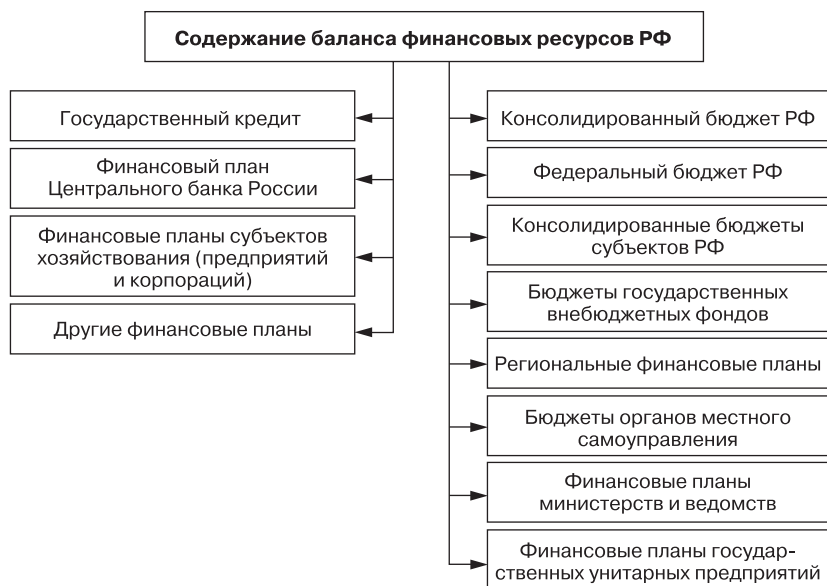 Содержание баланса финансовых ресурсов РФ
Государственный кредит
Финансовый план
Центрального банка России
Финансовые планы субъектов
хозяйствования (предприятий
и корпораций)
Другие финансовые планы
Консолидированный бюджет РФ
Федеральный бюджет РФ
Консолидированные бюджеты
субъектов РФ
Бюджеты государственных
внебюджетных фондов
Региональные финансовые планы
Бюджеты органов местного
самоуправления
Финансовые планы
министерств и ведомств
Финансовые планы государ-
ственных унитарных предприятий